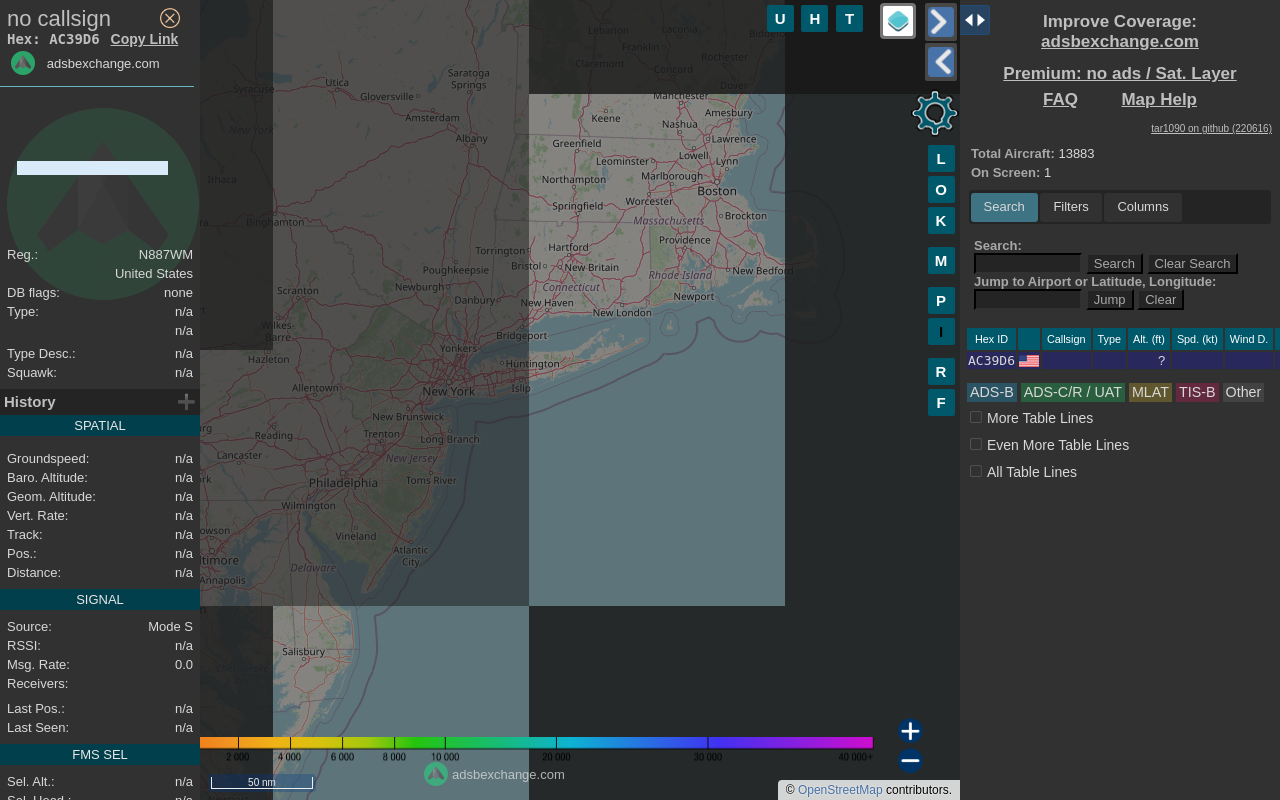 no callsign
Hex: AC39D6 Copy Link
adsbexchange.com
Reg.: N887WM
United States
DB flags: none
Type: n/a
n/a
Type Desc.: n/a
Squawk: n/a
History
SPATIAL
Groundspeed: n/a
Baro. Altitude: n/a
Geom. Altitude: n/a
Vert. Rate: n/a
Track: n/a
Pos.: n/a
Distance: n/a
SIGNAL
Source: Mode S
RSSI: n/a
Msg. Rate: 0.0
Receivers:
Last Pos.: n/a
Last Seen: n/a
FMS SEL
Sel. Alt.: n/a
U H T
Lebanon
Laconia
Franklin
Rochester
Claremont
Concord
Dover
Saratoga
Springs
Utica
Syracuse
Gloversville
Amsterdam
New York
Albany
Ithaca
Binghamton
Manchester
Amesbury
Keene
Nashua
Greenfield
Lawrence
Lowell
Leominster
Lynn
Northampton
Marlborough
Boston
Worcester
Springfield
Brockton
Massachusetts
Providence
Hartford
Torrington
Bristol
New Britain
New Bedford
Poughkeepsie
Rhode Island
Connecticut
Newburgh
Scranton
Danbury
New Haven
Newport
New London
Wilkes-
Barre
Bridgeport
Yonkers
Hazleton
Huntington
Allentown
Islip
New York
New Brunswick
Trenton
Long Branch
Reading
Lancaster
New Jersey
Toms River
Philadelphia
Wilmington
Vineland
Atlantic
City
Delaware
Annapolis
Salisbury
L
O
K
M
P
I
R
F
2 000 4 000 6 000 8 000 10 000 20 000 30 000 40 000+
adsbexchange.com
50 nm
© OpenStreetMap contributors.
Improve Coverage:
adsbexchange.com
Premium: no ads / Sat. Layer
FAQ Map Help
tar1090 on github (220616)
Total Aircraft: 13883
On Screen: 1
Search Filters Columns
Search:
Search Clear Search
Jump to Airport or Latitude, Longitude:
Jump Clear
Hex ID Callsign Type Alt. (ft) Spd. (kt) Wind D.
AC39D6 ?
ADS-B ADS-C/R / UAT MLAT TIS-B Other
More Table Lines
Even More Table Lines
All Table Lines